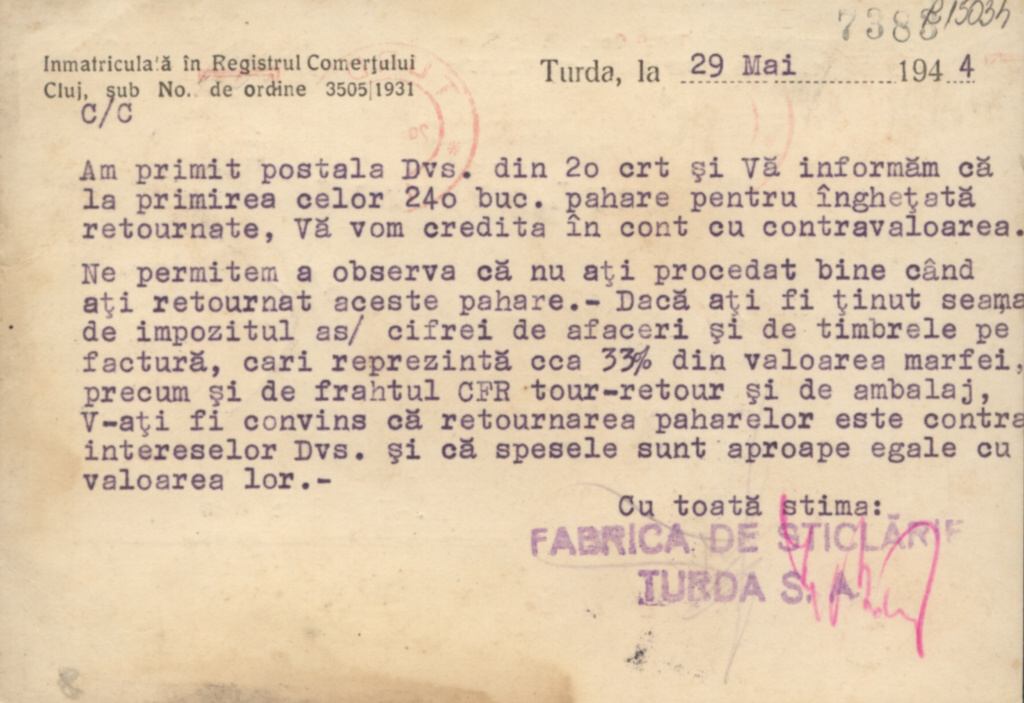 7388
Inmatriculată în Registrul Comerțului
Cluj, sub No. de ordine 3505|1931
Turda, la 29 Mai 1944
C/C
Am primit postala Dvs. din 2o crt şi Vă informăm că
la primirea celor 24o buc. pahare pentru îngheţată
retournate, Vă vom credita în cont cu contravaloarea.
Ne permitem a observa că nu aţi procedat bine când
aţi retournat aceste pahare.- Dacă aţi fi ţinut seama
de impozitul as/ cifrei de afaceri şi de timbrele pe
factură, cari reprezintă cca 33% din valoarea marfei,
precum şi de frahtul CFR tour-retour şi de ambalaj,
V-aţi fi convins că retournarea paharelor este contra
intereselor Dvs. şi că spesele sunt aproape egale cu
valoarea lor.-
Cu toată stima:
FABRICA DE STICLĂRIE
TURDA S. A.